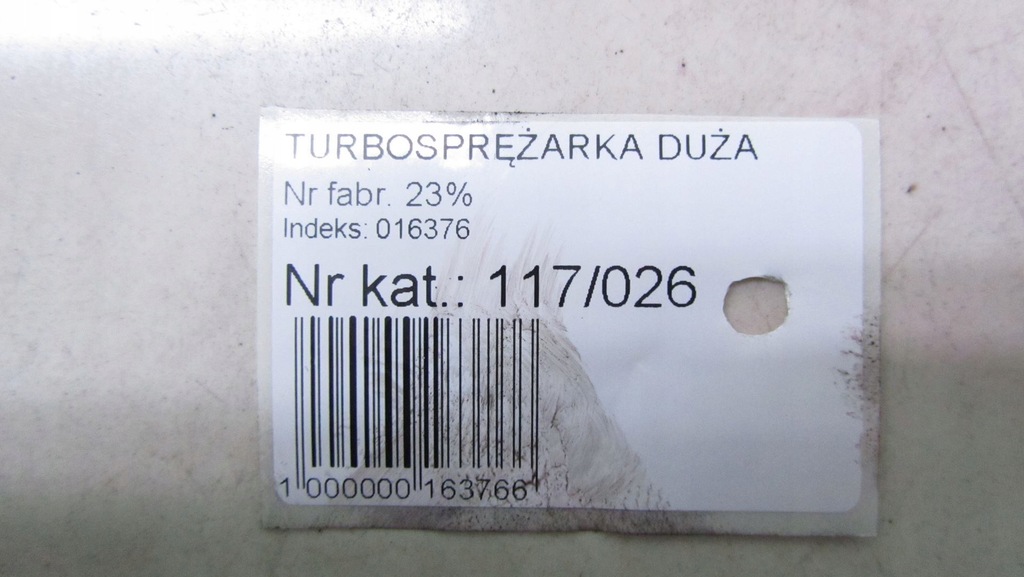 TURBOSPRĘŻARKA DUŻA
Nr fabr. 23%
Indeks: 016376
Nr kat.: 117/026
1 000000 163766